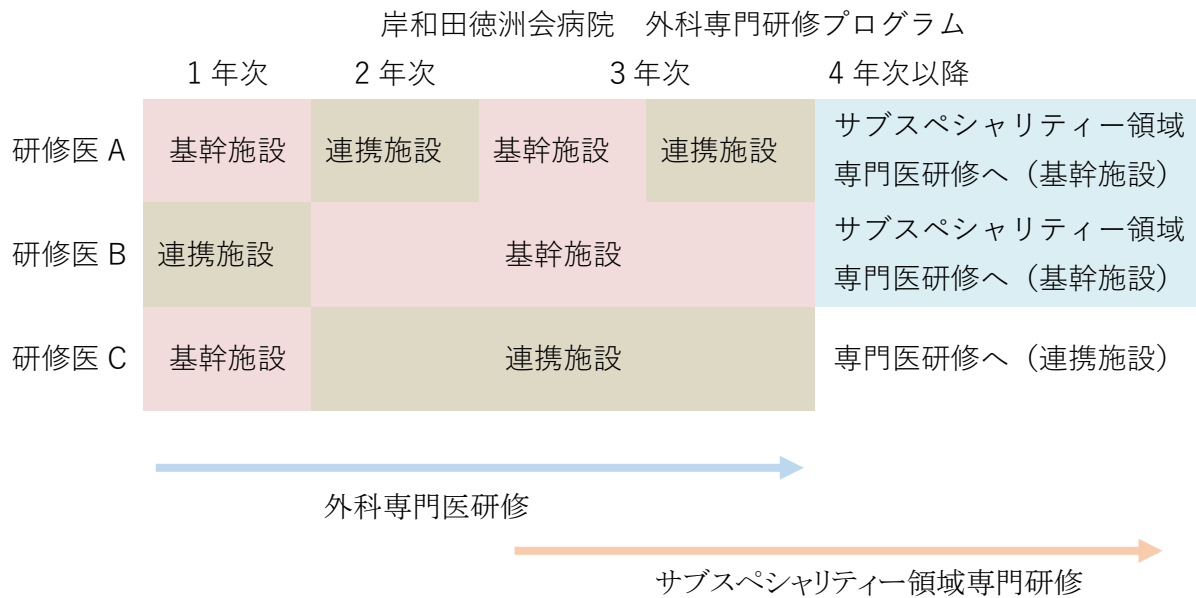 岸和田徳洲会病院　外科専門研修プログラム
1 年次 2 年次 3 年次 4 年次以降
研修医 A 基幹施設 連携施設 基幹施設 連携施設 サブスペシャリティー領域
専門医研修へ（基幹施設）
研修医 B 連携施設 基幹施設 サブスペシャリティー領域
専門医研修へ（基幹施設）
研修医 C 基幹施設 連携施設 専門医研修へ（連携施設）
外科専門医研修
サブスペシャリティー領域専門研修